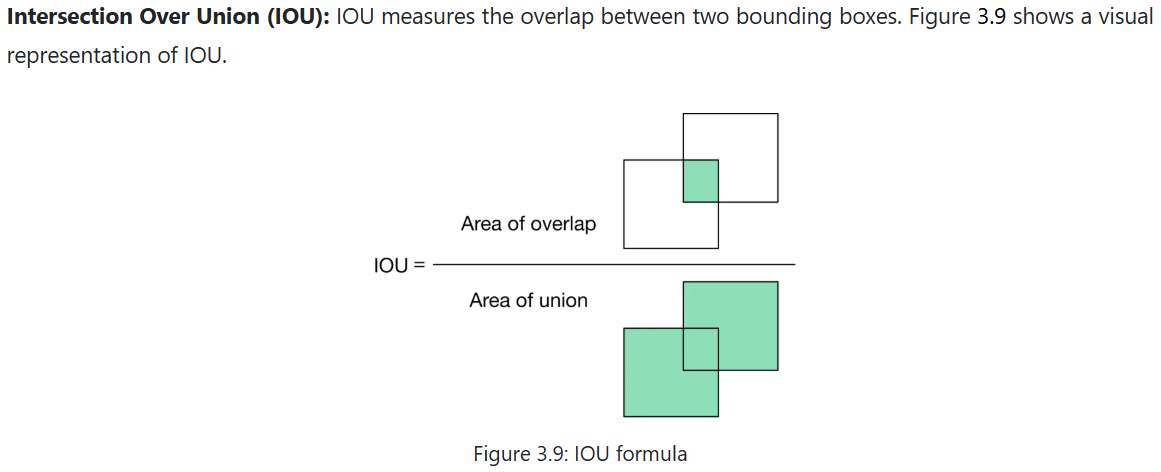 Intersection Over Union (IOU): IOU measures the overlap between two bounding boxes. Figure 3.9 shows a visual
representation of IOU.
Area of overlap
IOU =
Area of union
Figure 3.9: IOU formula